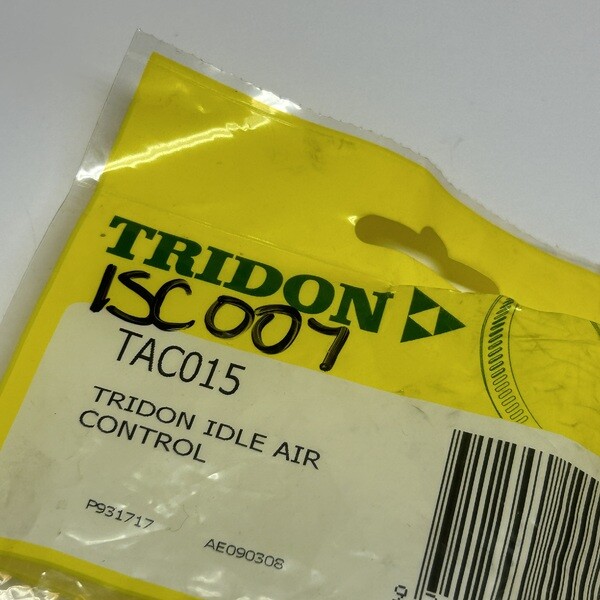 TRIDON
ISC007
TAC015
TRIDON IDLE AIR
CONTROL
P931717
AE090308